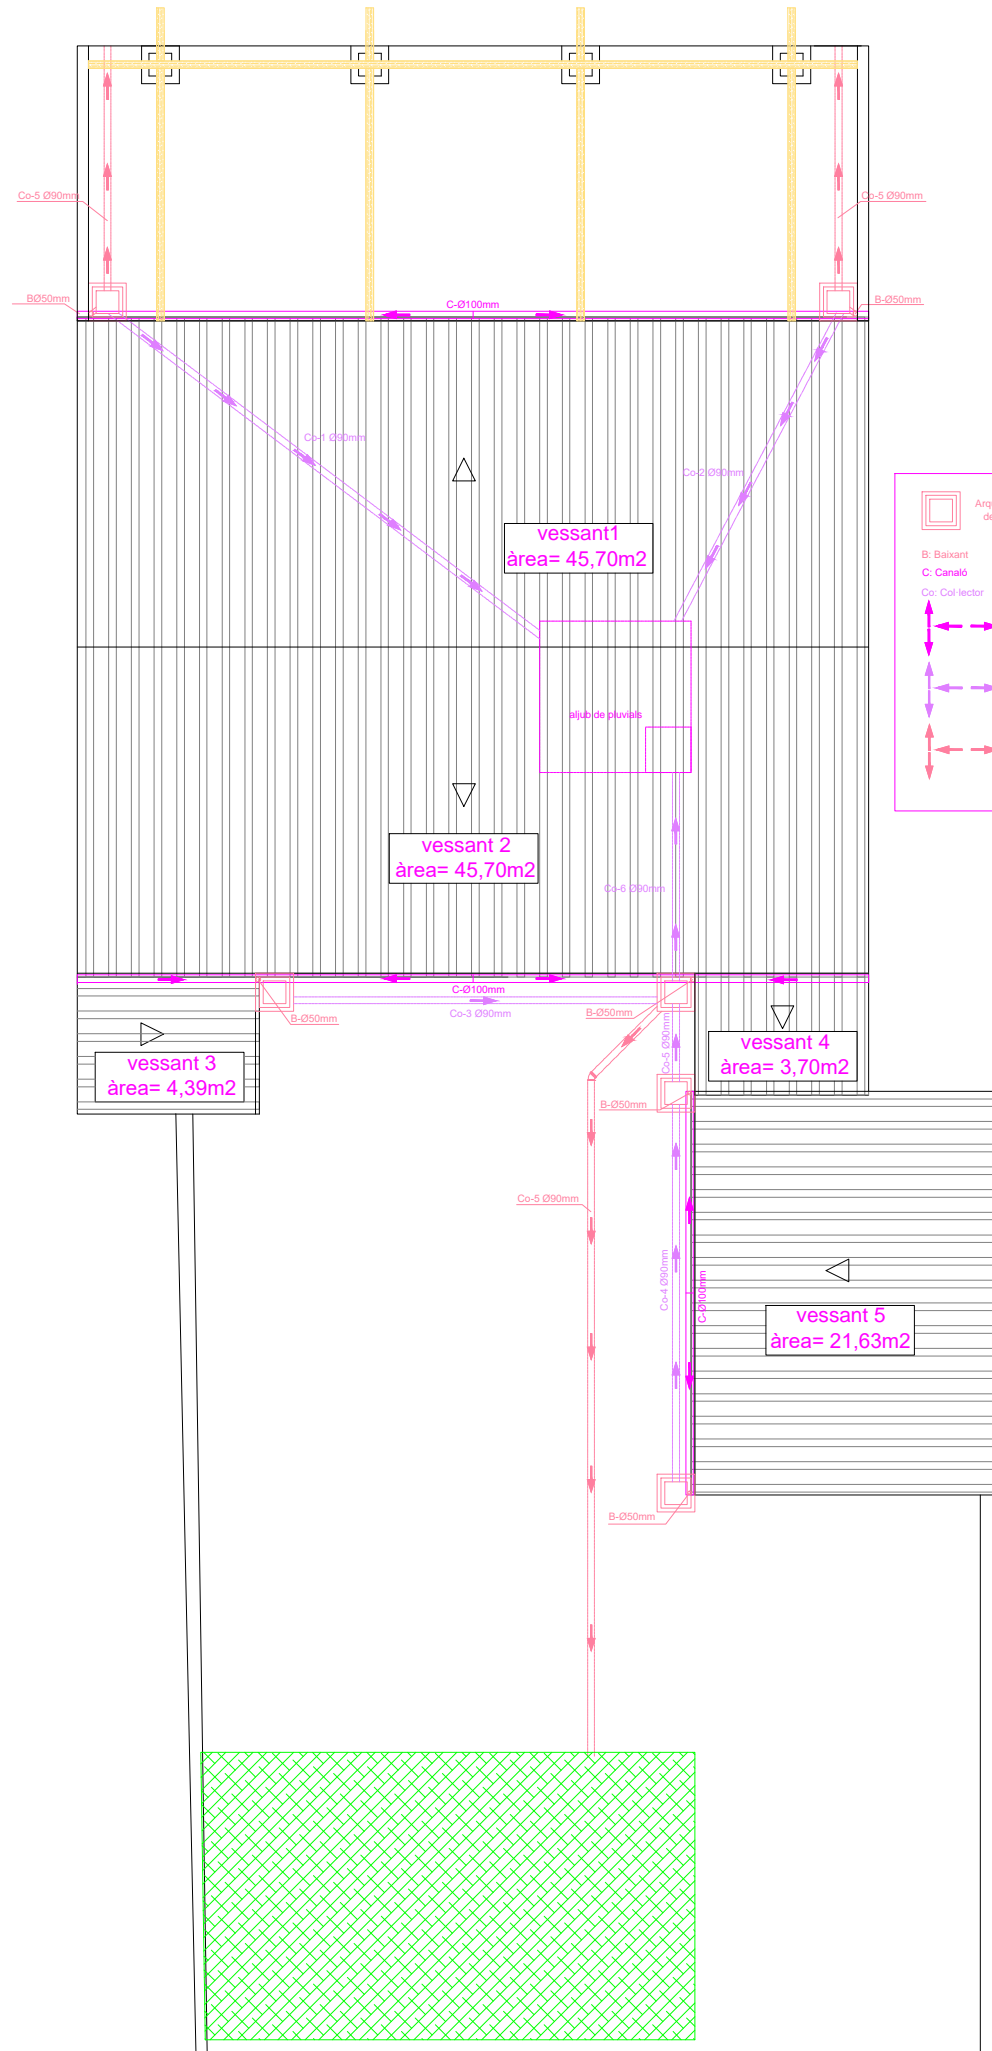 Co-5 Ø90mm
Co-5 Ø90mm
BØ50mm
C-Ø100mm
B-Ø50mm
Co-1 Ø90mm
Co-2 Ø90mm
vessant1
àrea= 45,70m2
B: Baixant
C: Canaló
Co: Col·lector
aljub de pluvials
vessant 2
àrea= 45,70m2
Co-6 Ø90mm
C-Ø100mm
Co-3 Ø90mm
B-Ø50mm
B-Ø50mm
Co-5 Ø90mm
vessant 3
àrea= 4,39m2
vessant 4
àrea= 3,70m2
B-Ø50mm
Co-5 Ø90mm
Co-4 Ø90mm
C-Ø100mm
vessant 5
àrea= 21,63m2
B-Ø50mm